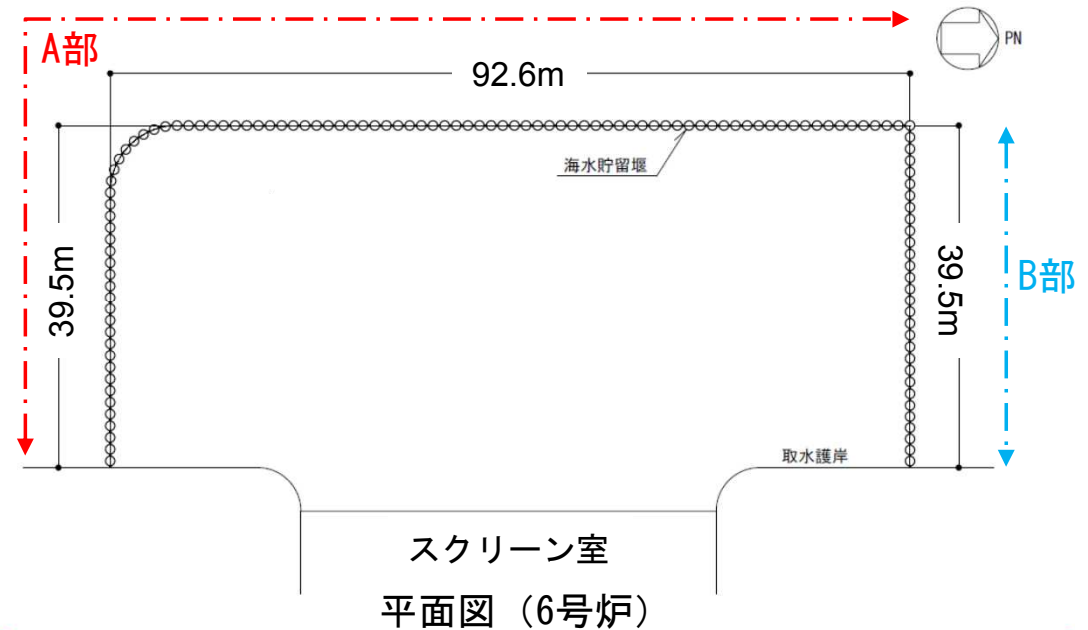 A部
PN
92.6m
海水貯留堰
39.5m
39.5m
B部
取水護岸
スクリーン室
平面図（6号炉）